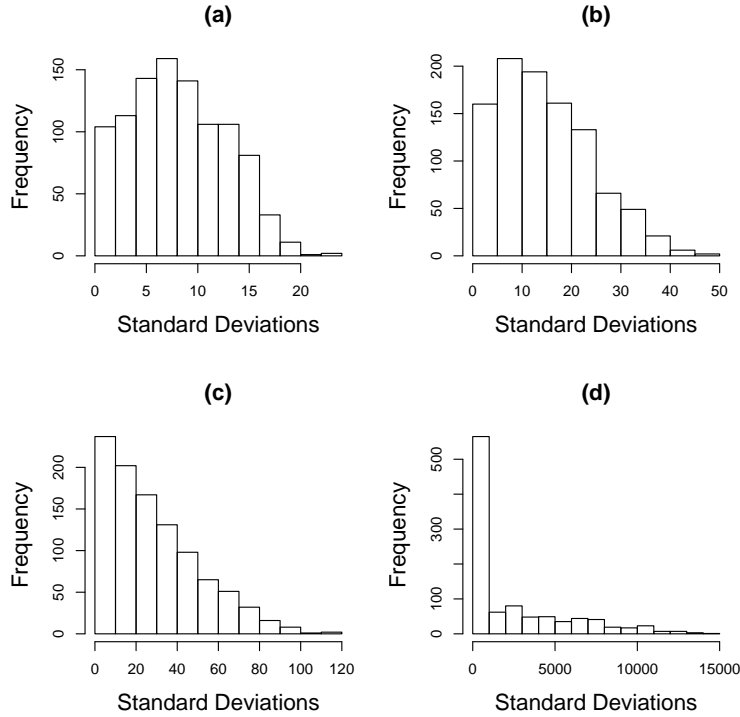 (a)
Frequency
0 50 100 150
0 5 10 15 20
Standard Deviations
(b)
Frequency
0 50 100 150 200
0 10 20 30 40 50
Standard Deviations
(c)
Frequency
0 50 100 150 200
0 20 40 60 80 100 120
Standard Deviations
(d)
Frequency
0 100 300 500
0 5000 10000 15000
Standard Deviations